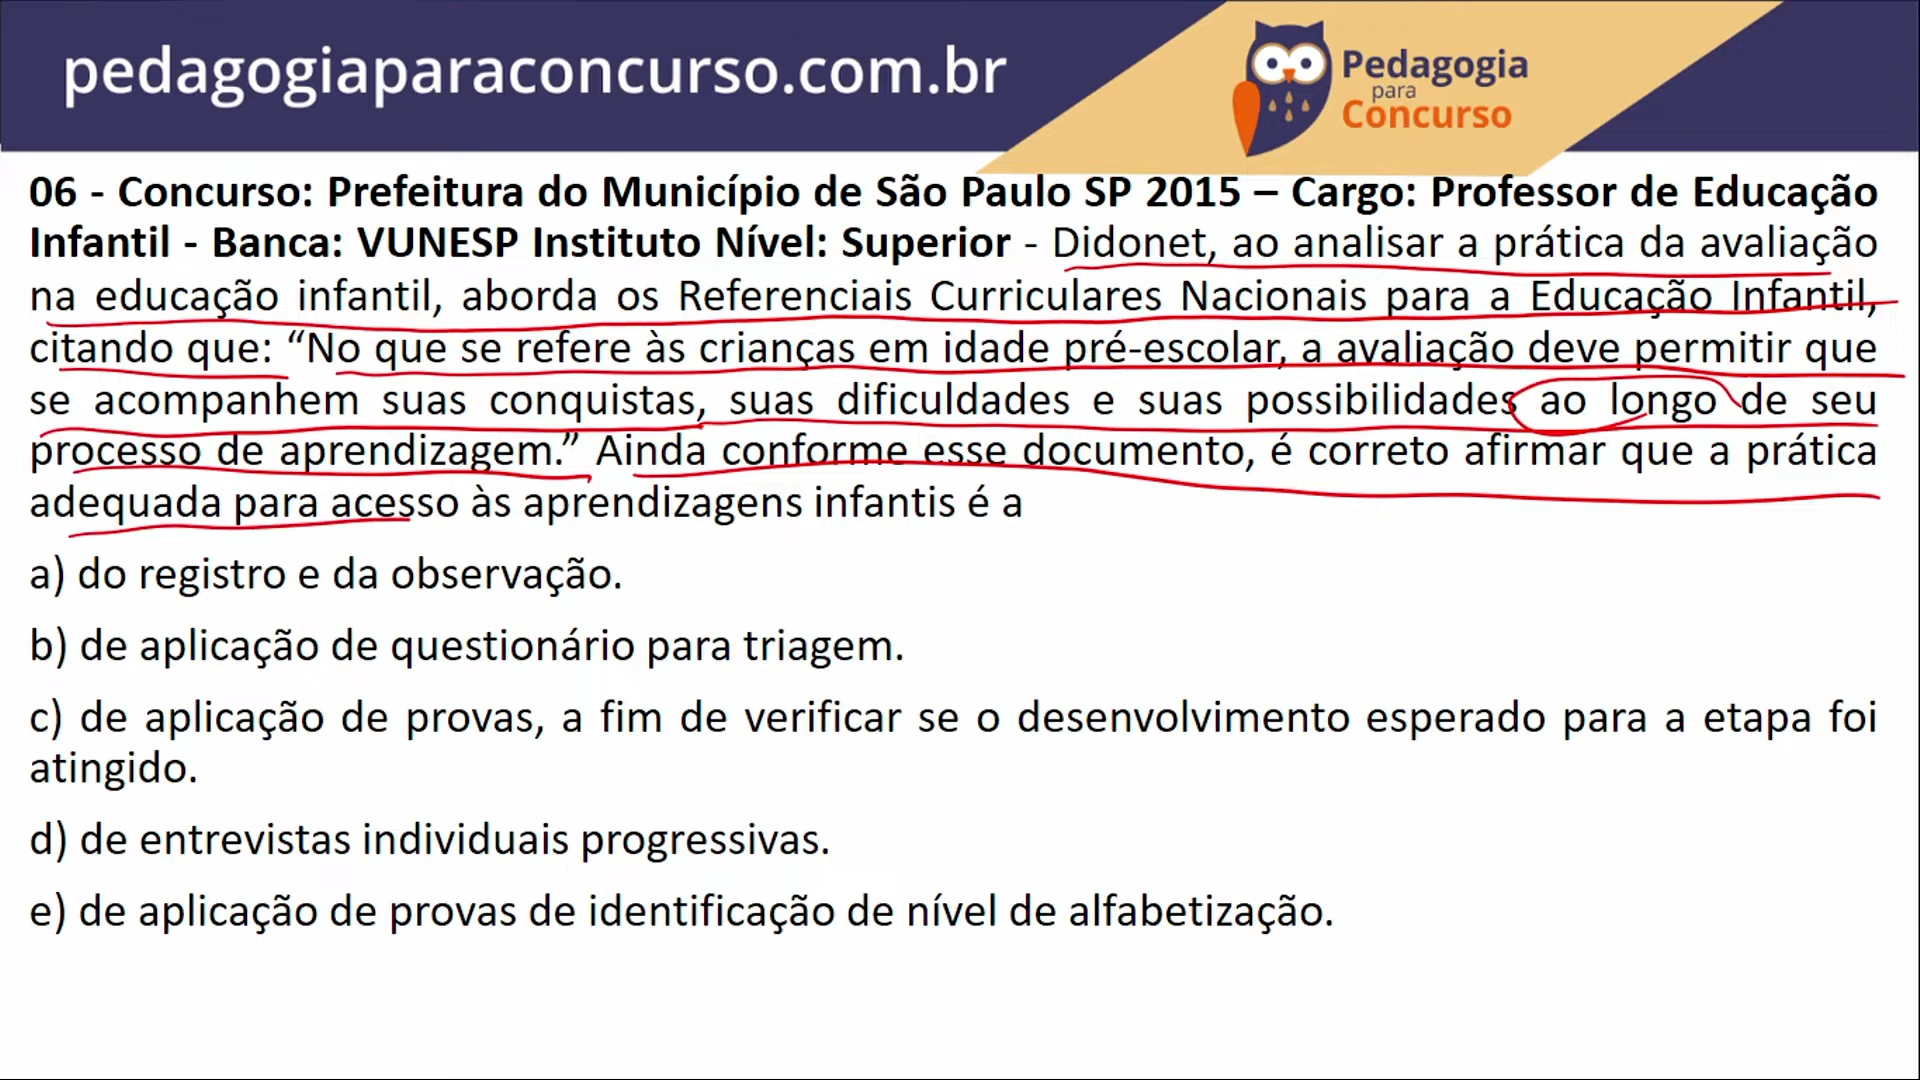 pedagogiaparaconcurso.com.br
Pedagogia
para
Concurso
06 - Concurso: Prefeitura do Município de São Paulo SP 2015 – Cargo: Professor de Educação
Infantil - Banca: VUNESP Instituto Nível: Superior - Didonet, ao analisar a prática da avaliação
na educação infantil, aborda os Referenciais Curriculares Nacionais para a Educação Infantil,
citando que: “No que se refere às crianças em idade pré-escolar, a avaliação deve permitir que
se acompanhem suas conquistas, suas dificuldades e suas possibilidades ao longo de seu
processo de aprendizagem.” Ainda conforme esse documento, é correto afirmar que a prática
adequada para acesso às aprendizagens infantis é a
a) do registro e da observação.
b) de aplicação de questionário para triagem.
c) de aplicação de provas, a fim de verificar se o desenvolvimento esperado para a etapa foi
atingido.
d) de entrevistas individuais progressivas.
e) de aplicação de provas de identificação de nível de alfabetização.